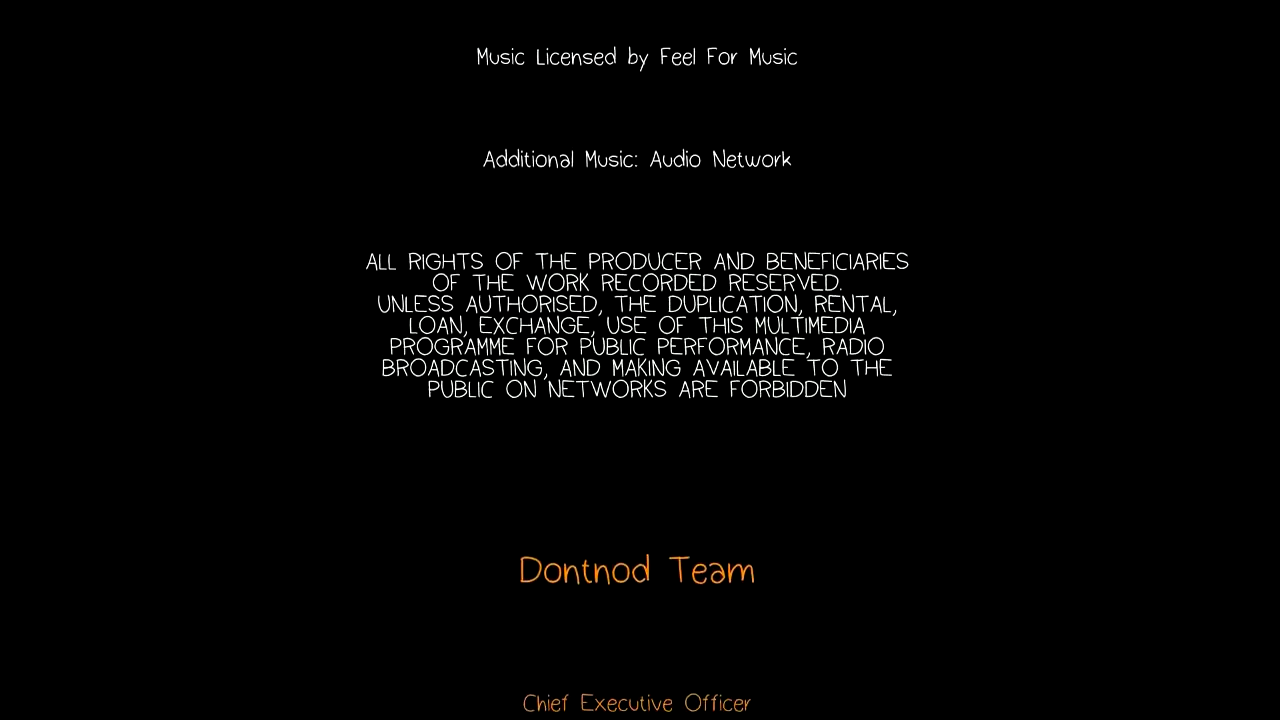 Music Licensed by Feel For Music
Additional Music: Audio Network
ALL RIGHTS OF THE PRODUCER AND BENEFICIARIES
OF THE WORK RECORDED RESERVED.
UNLESS AUTHORISED, THE DUPLICATION, RENTAL,
LOAN, EXCHANGE, USE OF THIS MULTIMEDIA
PROGRAMME FOR PUBLIC PERFORMANCE, RADIO
BROADCASTING, AND MAKING AVAILABLE TO THE
PUBLIC ON NETWORKS ARE FORBIDDEN
Dontnod Team
Chief Executive Officer